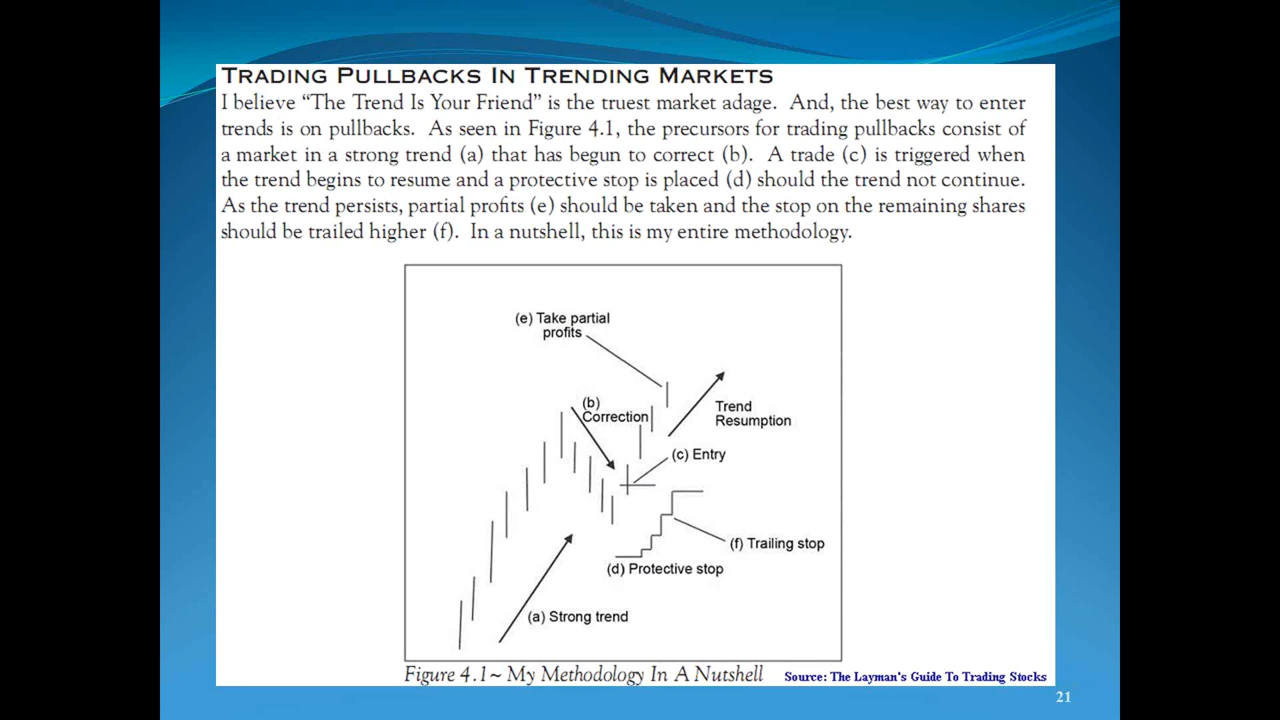 TRADING PULLBACKS IN TRENDING MARKETS
I believe “The Trend Is Your Friend” is the truest market adage. And, the best way to enter
trends is on pullbacks. As seen in Figure 4.1, the precursors for trading pullbacks consist of
a market in a strong trend (a) that has begun to correct (b). A trade (c) is triggered when
the trend begins to resume and a protective stop is placed (d) should the trend not continue.
As the trend persists, partial profits (e) should be taken and the stop on the remaining shares
should be trailed higher (f). In a nutshell, this is my entire methodology.
(e) Take partial
profits
(b)
Correction
Trend
Resumption
(c) Entry
(f) Trailing stop
(d) Protective stop
(a) Strong trend
Figure 4.1~ My Methodology In A Nutshell
Source: The Layman's Guide To Trading Stocks
21